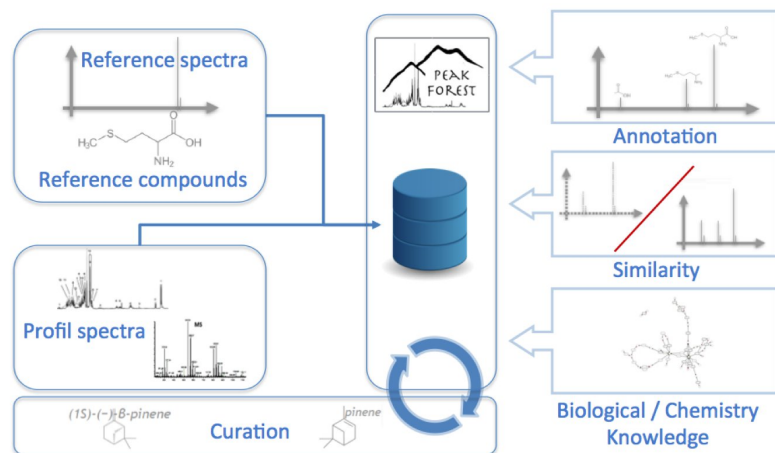 Reference spectra
H₃C
S
O
OH
NH₂
Reference compounds
PEAK
FOREST
Annotation
Similarity
Profil spectra
MS
(1S)-(-)-β-pinene
pinene
Curation
Biological / Chemistry
Knowledge